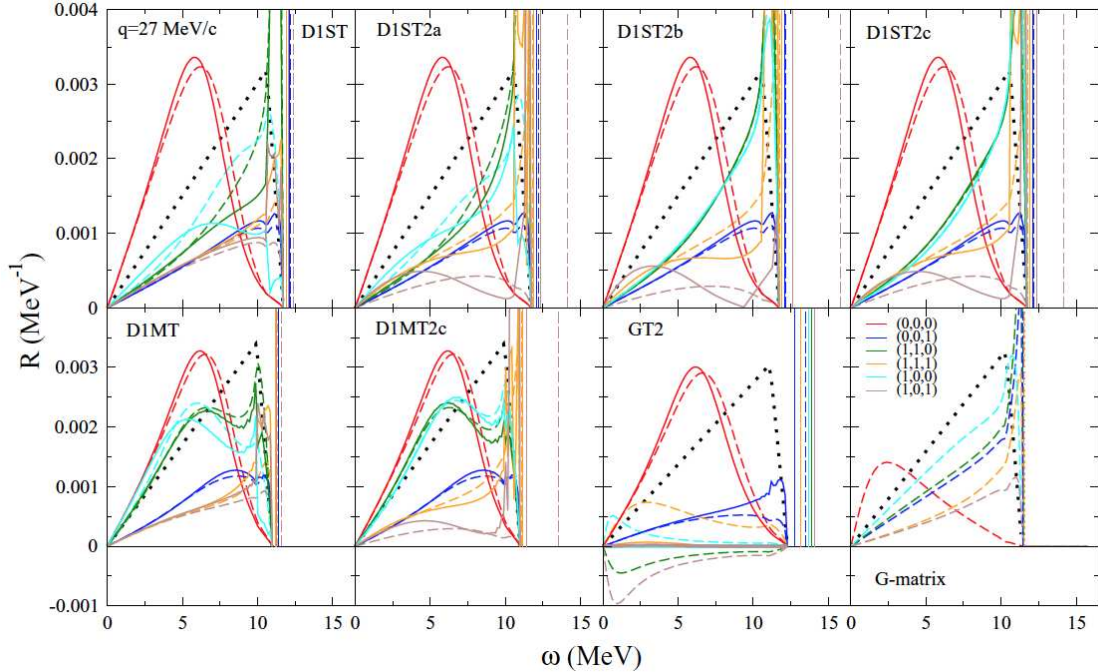 q=27 MeV/c D1ST D1ST2a D1ST2b D1ST2c
0.004
0.003
0.002
0.001
0
D1MT D1MT2c GT2
(0,0,0)
(0,0,1)
(1,1,0)
(1,1,1)
(1,0,0)
(1,0,1)
G-matrix
0.003
0.002
0.001
0
-0.001
R (MeV⁻¹)
0 5 10 0 5 10 0 5 10 0 5 10 15
ω (MeV)